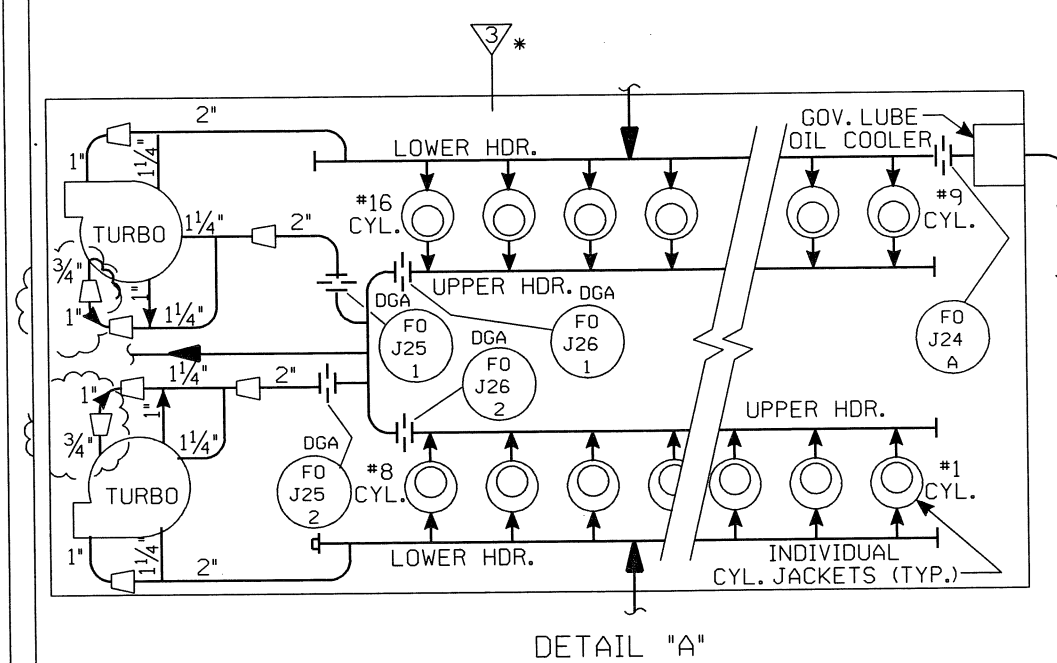 3 *
2"
GOV. LUBE
OIL COOLER
LOWER HDR.
1"
1¼"
#16
CYL.
#9
CYL.
TURBO
1¼"
2"
¾"
1"
1"
1¼"
UPPER HDR.
DGA
FO
J25
1
DGA
FO
J26
1
DGA
FO
J26
2
FO
J24
A
1¼"
2"
1"
1"
¾"
1¼"
TURBO
DGA
FO
J25
2
UPPER HDR.
#8
CYL.
#1
CYL.
1"
1¼"
2"
LOWER HDR.
INDIVIDUAL
CYL. JACKETS (TYP.)
DETAIL "A"